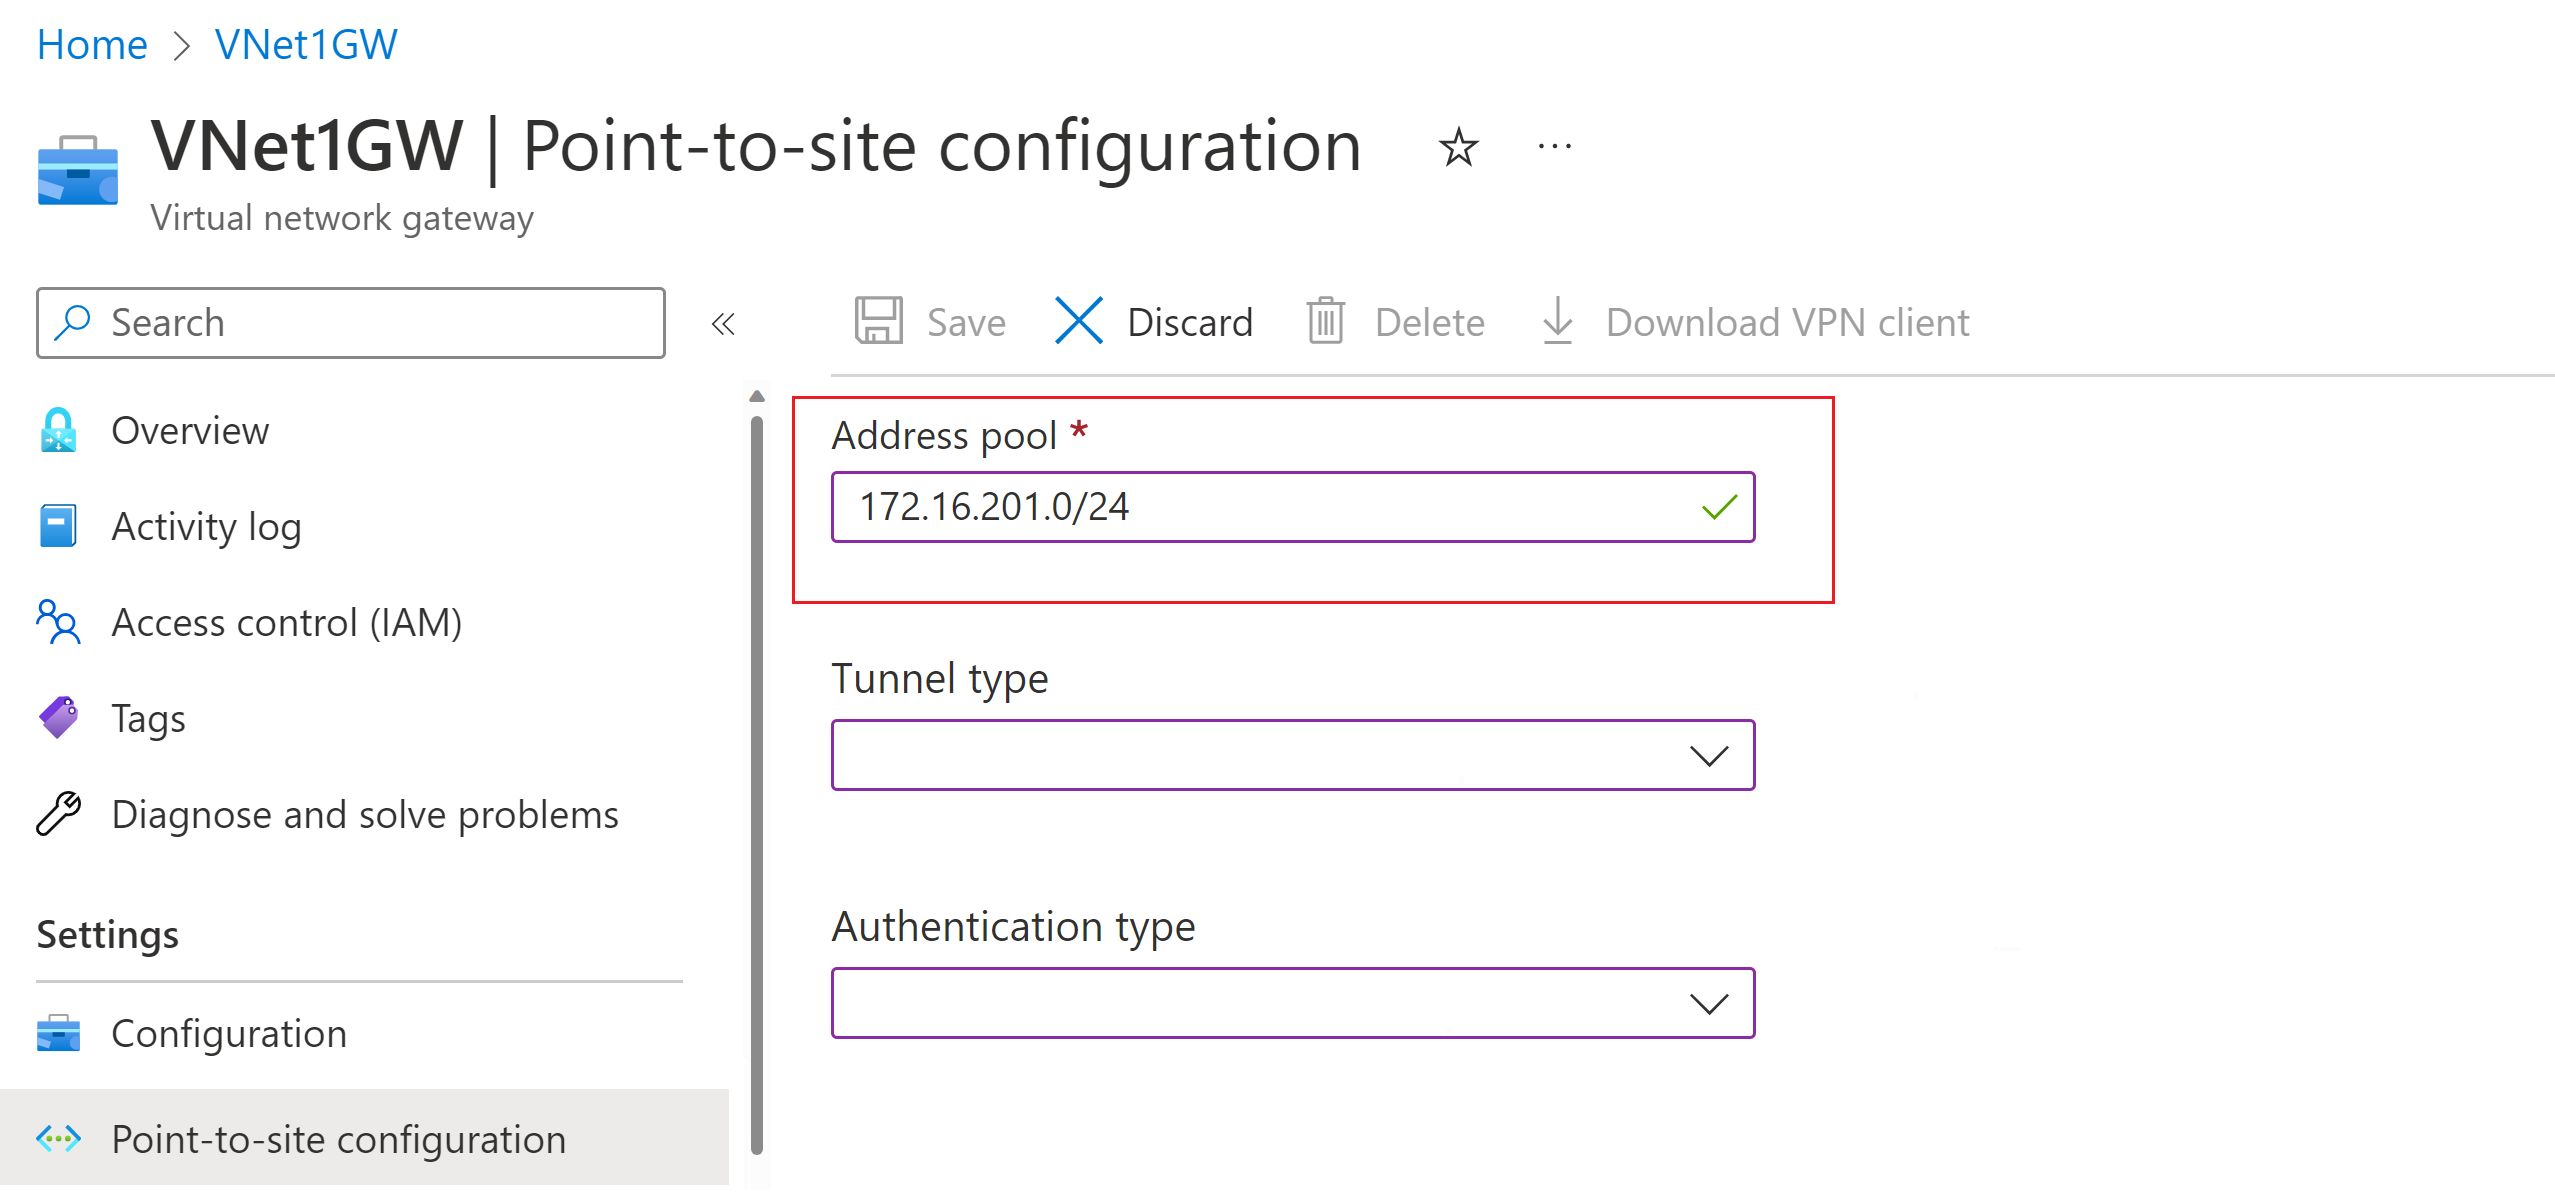 Home > VNet1GW
VNet1GW | Point-to-site configuration
Virtual network gateway
Search
Save
Discard
Delete
Download VPN client
Overview
Activity log
Access control (IAM)
Tags
Diagnose and solve problems
Settings
Configuration
Point-to-site configuration
Address pool *
172.16.201.0/24
Tunnel type
Authentication type